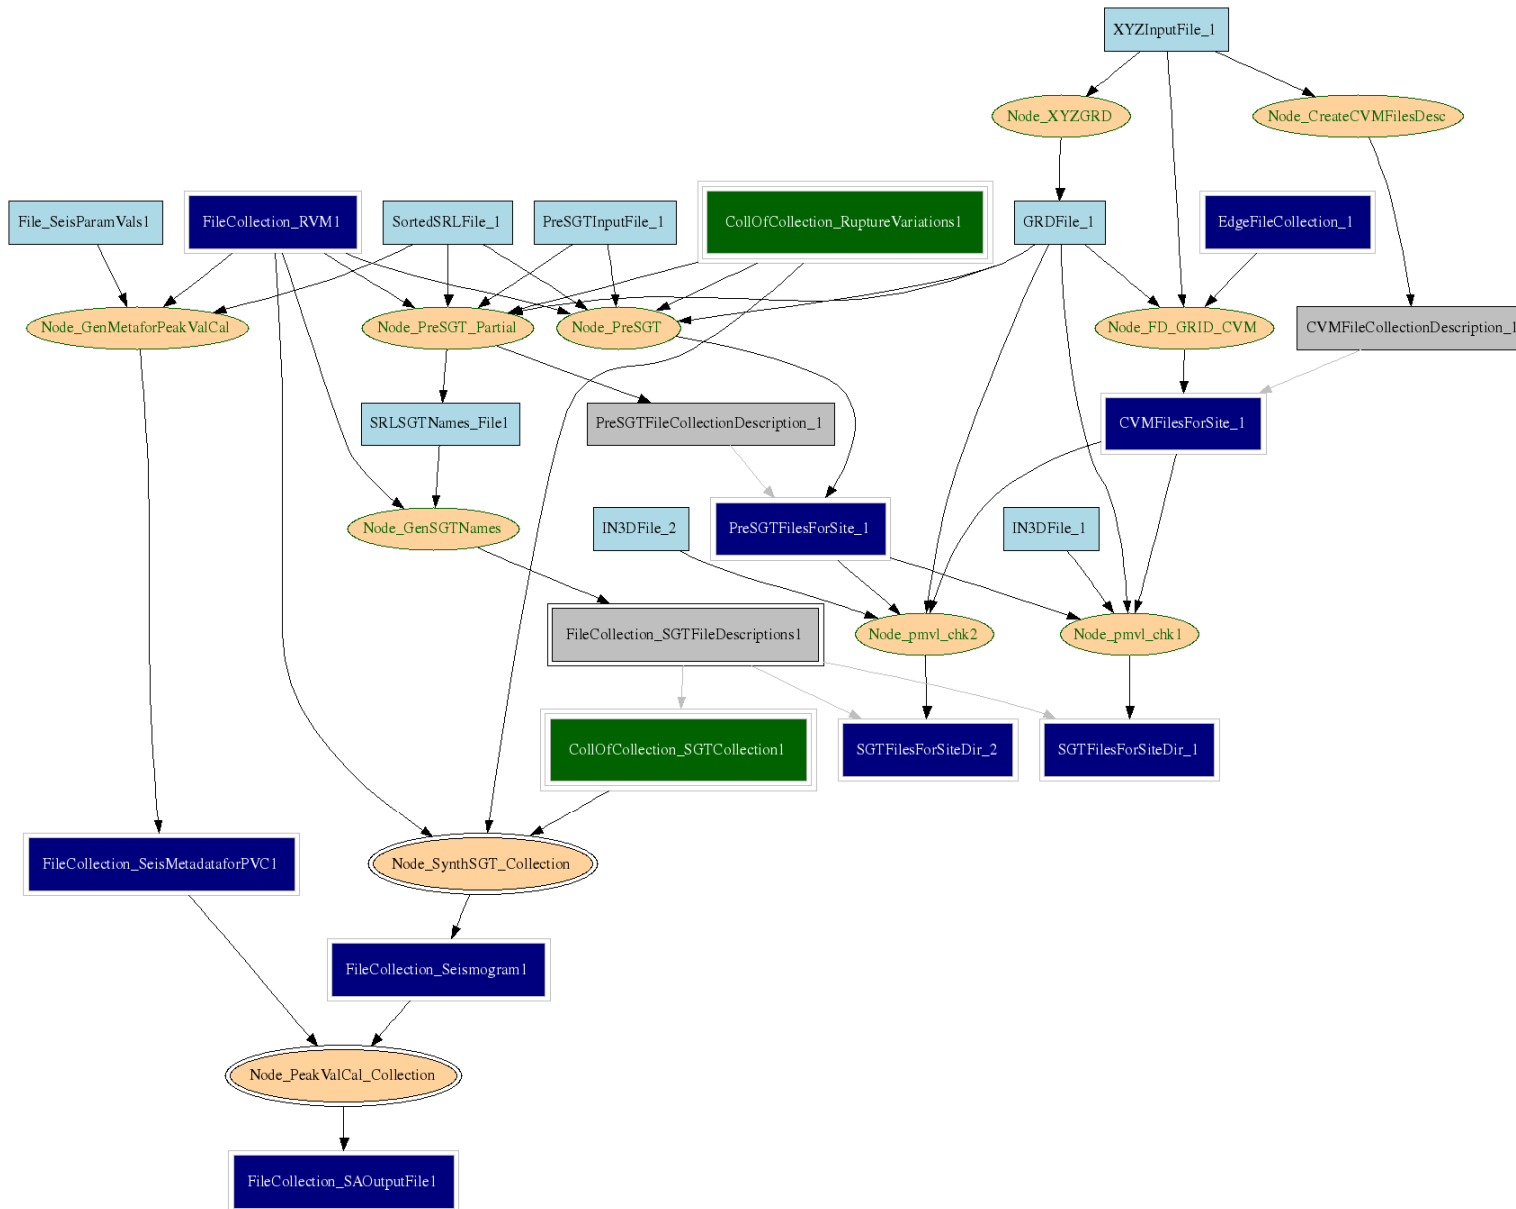 XYZInputFile_1
Node_XYZGRD
Node_CreateCVMFilesDesc
File_SeisParamVals1
FileCollection_RVM1
SortedSRLFile_1
PreSGTInputFile_1
CollOfCollection_RuptureVariations1
GRDFile_1
EdgeFileCollection_1
Node_GenMetaforPeakValCal
Node_PreSGT_Partial
Node_PreSGT
Node_FD_GRID_CVM
CVMFileCollectionDescription_1
SRLSGTNames_File1
PreSGTFileCollectionDescription_1
CVMFilesForSite_1
Node_GenSGTNames
IN3DFile_2
PreSGTFilesForSite_1
IN3DFile_1
FileCollection_SGTFileDescriptions1
Node_pmvl_chk2
Node_pmvl_chk1
CollOfCollection_SGTCollection1
SGTFilesForSiteDir_2
SGTFilesForSiteDir_1
FileCollection_SeisMetadataforPVC1
Node_SynthSGT_Collection
FileCollection_Seismogram1
Node_PeakValCal_Collection
FileCollection_SAOutputFile1